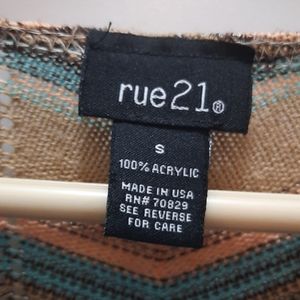 rue21®
S
100% ACRYLIC
MADE IN USA
RN# 70829
SEE REVERSE
FOR CARE